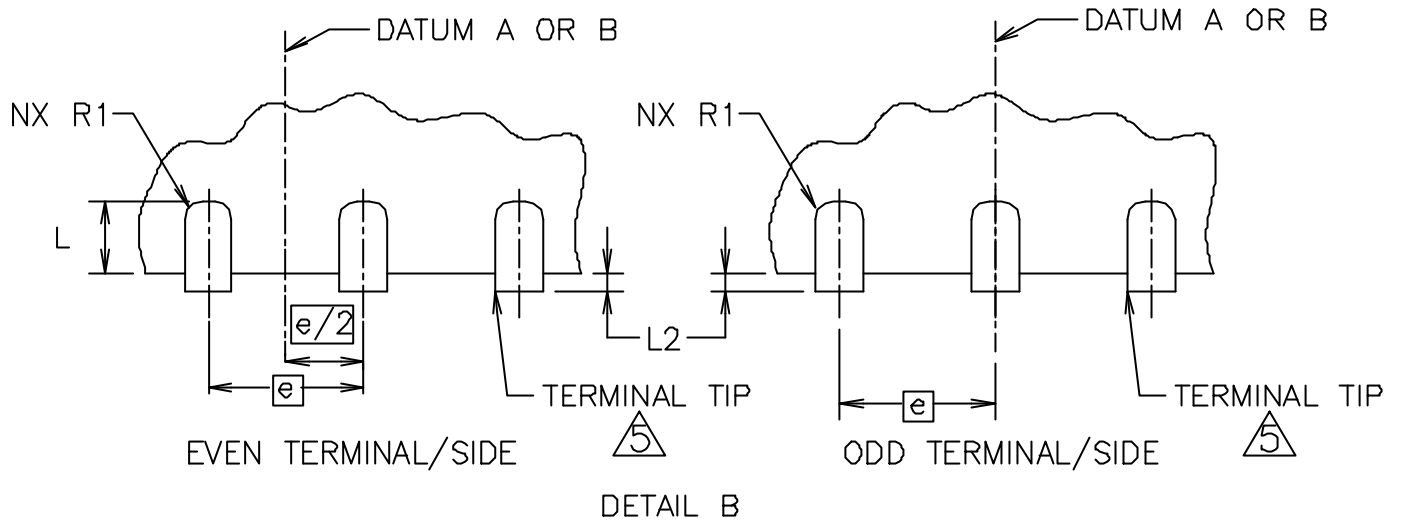 DATUM A OR B
DATUM A OR B
NX R1
NX R1
L
e/2
L2
e
e
TERMINAL TIP
TERMINAL TIP
5
5
EVEN TERMINAL/SIDE
ODD TERMINAL/SIDE
DETAIL B